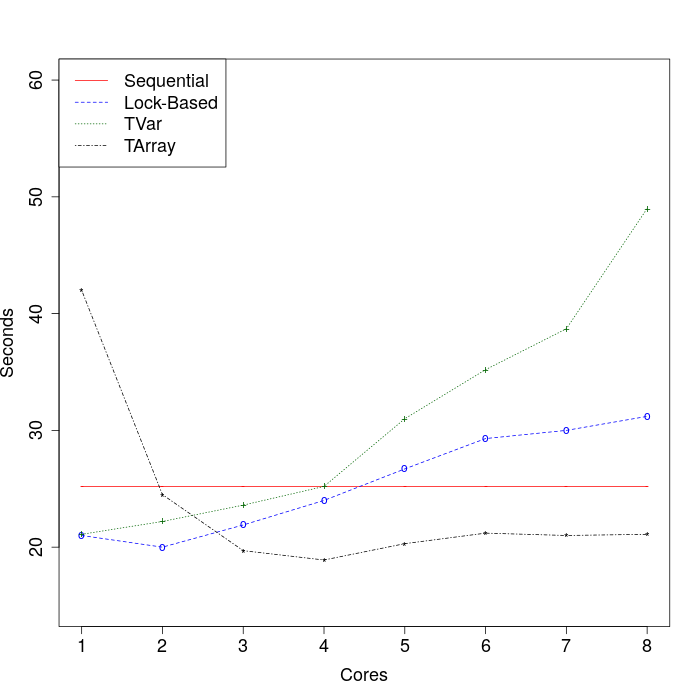 Sequential
Lock-Based
TVar
TArray
60
50
40
30
20
Seconds
1 2 3 4 5 6 7 8
Cores